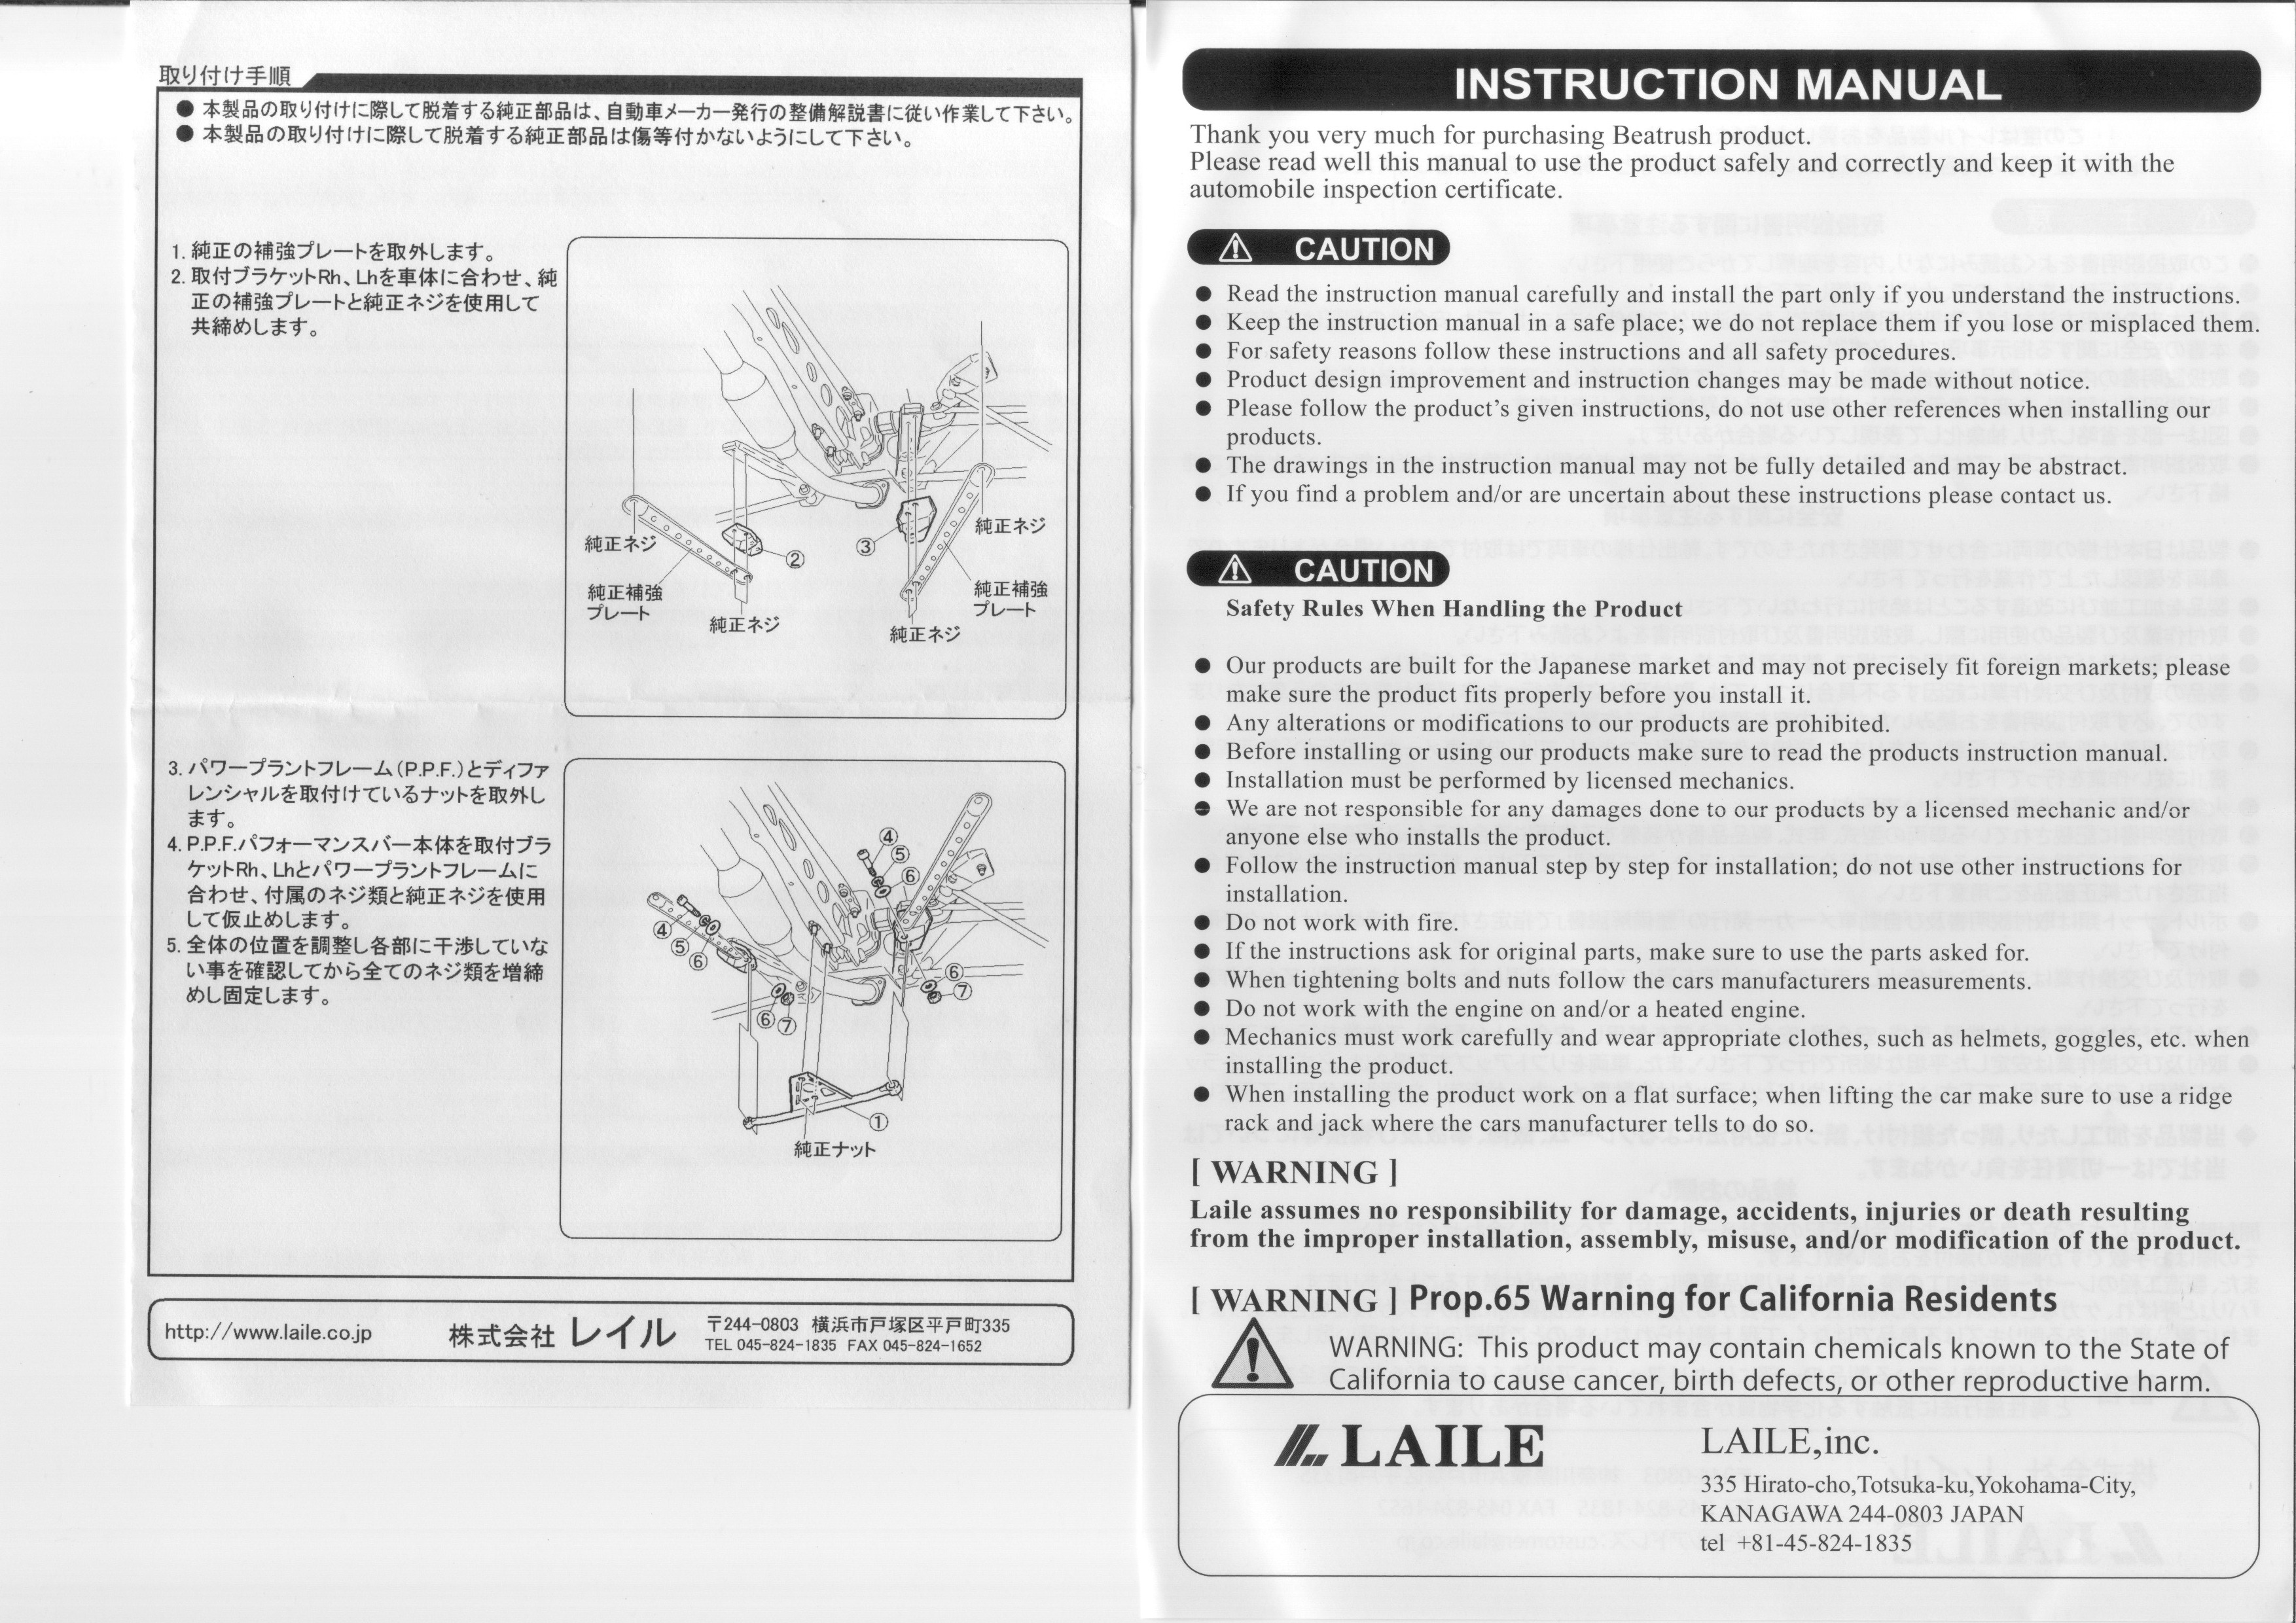 取り付け手順
● 本製品の取り付けに際して脱着する純正部品は、自動車メーカー発行の整備解説書に従い作業して下さい。
● 本製品の取り付けに際して脱着する純正部品は傷等付かないようにして下さい。
1. 純正の補強プレートを取外します。
2. 取付ブラケットRh、Lhを車体に合わせ、純
正の補強プレートと純正ネジを使用して
共締めします。
純正ネジ
純正補強
プレート
純正ネジ
②
③
純正ネジ
純正補強
プレート
純正ネジ
3. パワープラントフレーム(P.P.F.)とディファ
レンシャルを取付けているナットを取外し
ます。
4. P.P.F.パフォーマンスバー本体を取付ブラ
ケットRh、Lhとパワープラントフレームに
合わせ、付属のネジ類と純正ネジを使用
して仮止めします。
5. 全体の位置を調整し各部に干渉していな
い事を確認してから全てのネジ類を増締
めし固定します。
④
⑤
⑥
④
⑤
⑥
⑥
⑦
⑥
⑦
①
純正ナット
http://www.laile.co.jp
株式会社 レイル
〒244-0803 横浜市戸塚区平戸町335
TEL 045-824-1835 FAX 045-824-1652
INSTRUCTION MANUAL
Thank you very much for purchasing Beatrush product.
Please read well this manual to use the product safely and correctly and keep it with the
automobile inspection certificate.
⚠ CAUTION
● Read the instruction manual carefully and install the part only if you understand the instructions.
● Keep the instruction manual in a safe place; we do not replace them if you lose or misplaced them.
● For safety reasons follow these instructions and all safety procedures.
● Product design improvement and instruction changes may be made without notice.
● Please follow the product’s given instructions, do not use other references when installing our
products.
● The drawings in the instruction manual may not be fully detailed and may be abstract.
● If you find a problem and/or are uncertain about these instructions please contact us.
⚠ CAUTION
Safety Rules When Handling the Product
● Our products are built for the Japanese market and may not precisely fit foreign markets; please
make sure the product fits properly before you install it.
● Any alterations or modifications to our products are prohibited.
● Before installing or using our products make sure to read the products instruction manual.
● Installation must be performed by licensed mechanics.
● We are not responsible for any damages done to our products by a licensed mechanic and/or
anyone else who installs the product.
● Follow the instruction manual step by step for installation; do not use other instructions for
installation.
● Do not work with fire.
● If the instructions ask for original parts, make sure to use the parts asked for.
● When tightening bolts and nuts follow the cars manufacturers measurements.
● Do not work with the engine on and/or a heated engine.
● Mechanics must work carefully and wear appropriate clothes, such as helmets, goggles, etc. when
installing the product.
● When installing the product work on a flat surface; when lifting the car make sure to use a ridge
rack and jack where the cars manufacturer tells to do so.
[ WARNING ]
Laile assumes no responsibility for damage, accidents, injuries or death resulting
from the improper installation, assembly, misuse, and/or modification of the product.
[ WARNING ] Prop.65 Warning for California Residents
WARNING: This product may contain chemicals known to the State of
California to cause cancer, birth defects, or other reproductive harm.
LAILE
LAILE,inc.
335 Hirato-cho,Totsuka-ku,Yokohama-City,
KANAGAWA 244-0803 JAPAN
tel +81-45-824-1835